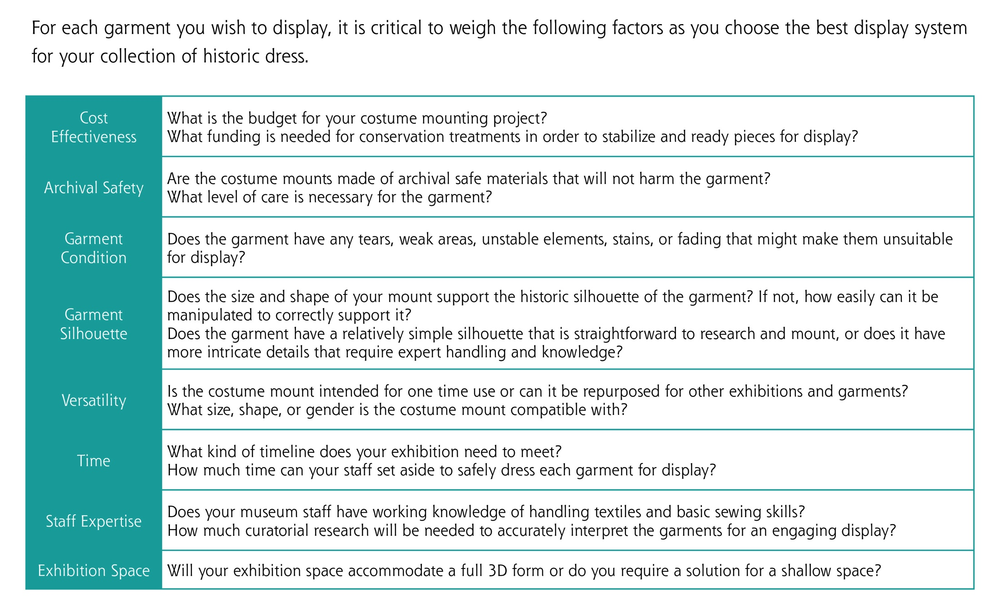 For each garment you wish to display, it is critical to weigh the following factors as you choose the best display system
for your collection of historic dress.
Cost
Effectiveness
What is the budget for your costume mounting project?
What funding is needed for conservation treatments in order to stabilize and ready pieces for display?
Archival Safety
Are the costume mounts made of archival safe materials that will not harm the garment?
What level of care is necessary for the garment?
Garment
Condition
Does the garment have any tears, weak areas, unstable elements, stains, or fading that might make them unsuitable
for display?
Garment
Silhouette
Does the size and shape of your mount support the historic silhouette of the garment? If not, how easily can it be
manipulated to correctly support it?
Does the garment have a relatively simple silhouette that is straightforward to research and mount, or does it have
more intricate details that require expert handling and knowledge?
Versatility
Is the costume mount intended for one time use or can it be repurposed for other exhibitions and garments?
What size, shape, or gender is the costume mount compatible with?
Time
What kind of timeline does your exhibition need to meet?
How much time can your staff set aside to safely dress each garment for display?
Staff Expertise
Does your museum staff have working knowledge of handling textiles and basic sewing skills?
How much curatorial research will be needed to accurately interpret the garments for an engaging display?
Exhibition Space
Will your exhibition space accommodate a full 3D form or do you require a solution for a shallow space?